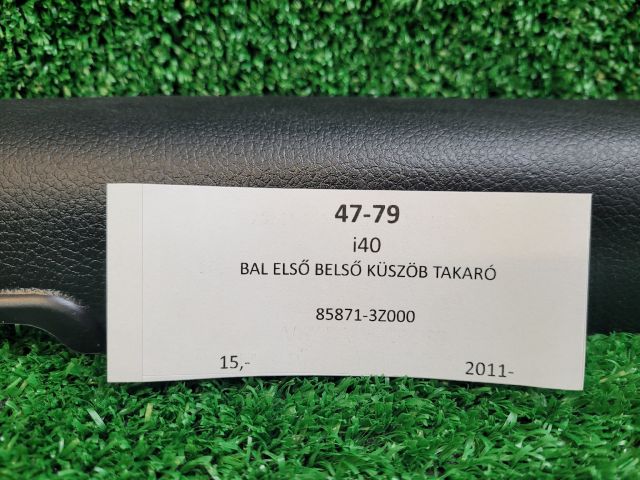 47-79
i40
BAL ELSŐ BELSŐ KÜSZÖB TAKARÓ
85871-3Z000
15,- 2011-